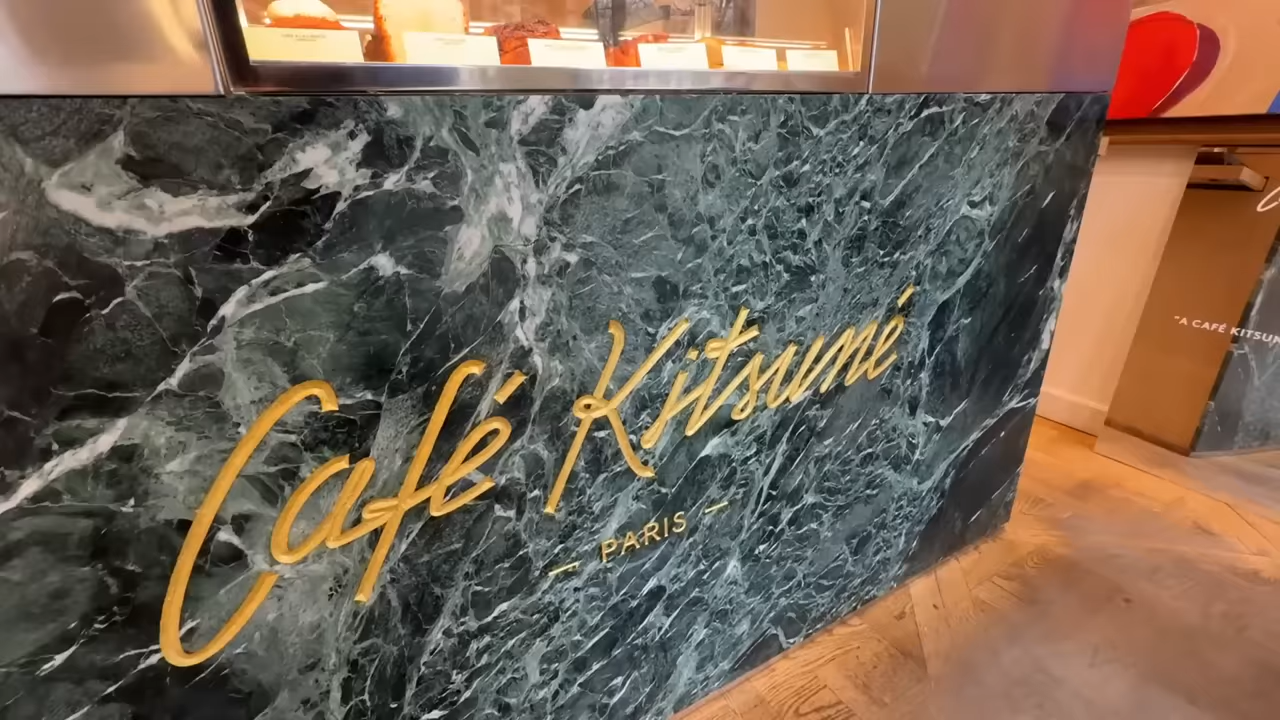 Café Kitsuné
— PARIS —
"A CAFÉ KITSUN